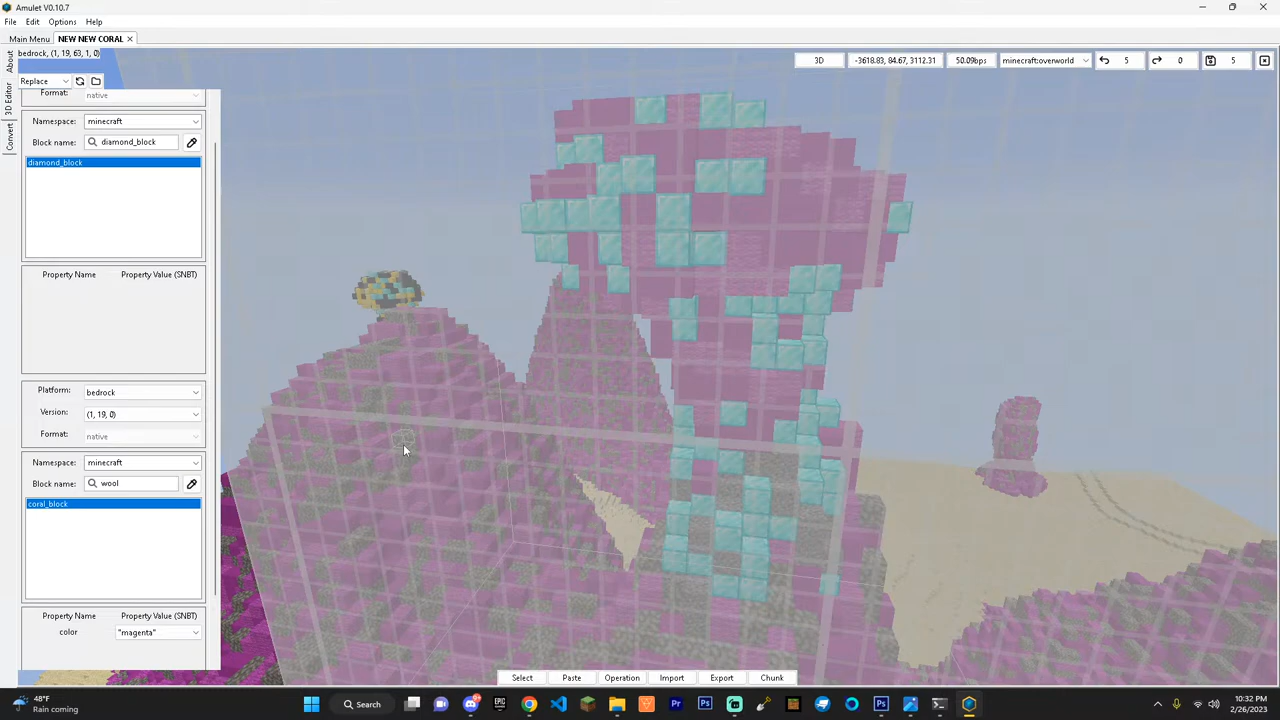 Amulet V0.10.7
File Edit Options Help
Main Menu NEW NEW CORAL
bedrock, (1, 19, 63, 1, 0)
About
3D Editor
Convert
Replace
3D -3618.83, 84.67, 3112.31 50.09bps minecraft:overworld 5 0 5
Format: native
Namespace: minecraft
Block name: diamond_block
diamond_block
Property Name Property Value (SNBT)
Platform: bedrock
Version: (1, 19, 0)
Format: native
Namespace: minecraft
Block name: wool
coral_block
Property Name Property Value (SNBT)
color "magenta"
Select Paste Operation Import Export Chunk
48°F
Rain coming
Search
10:32 PM
2/26/2023